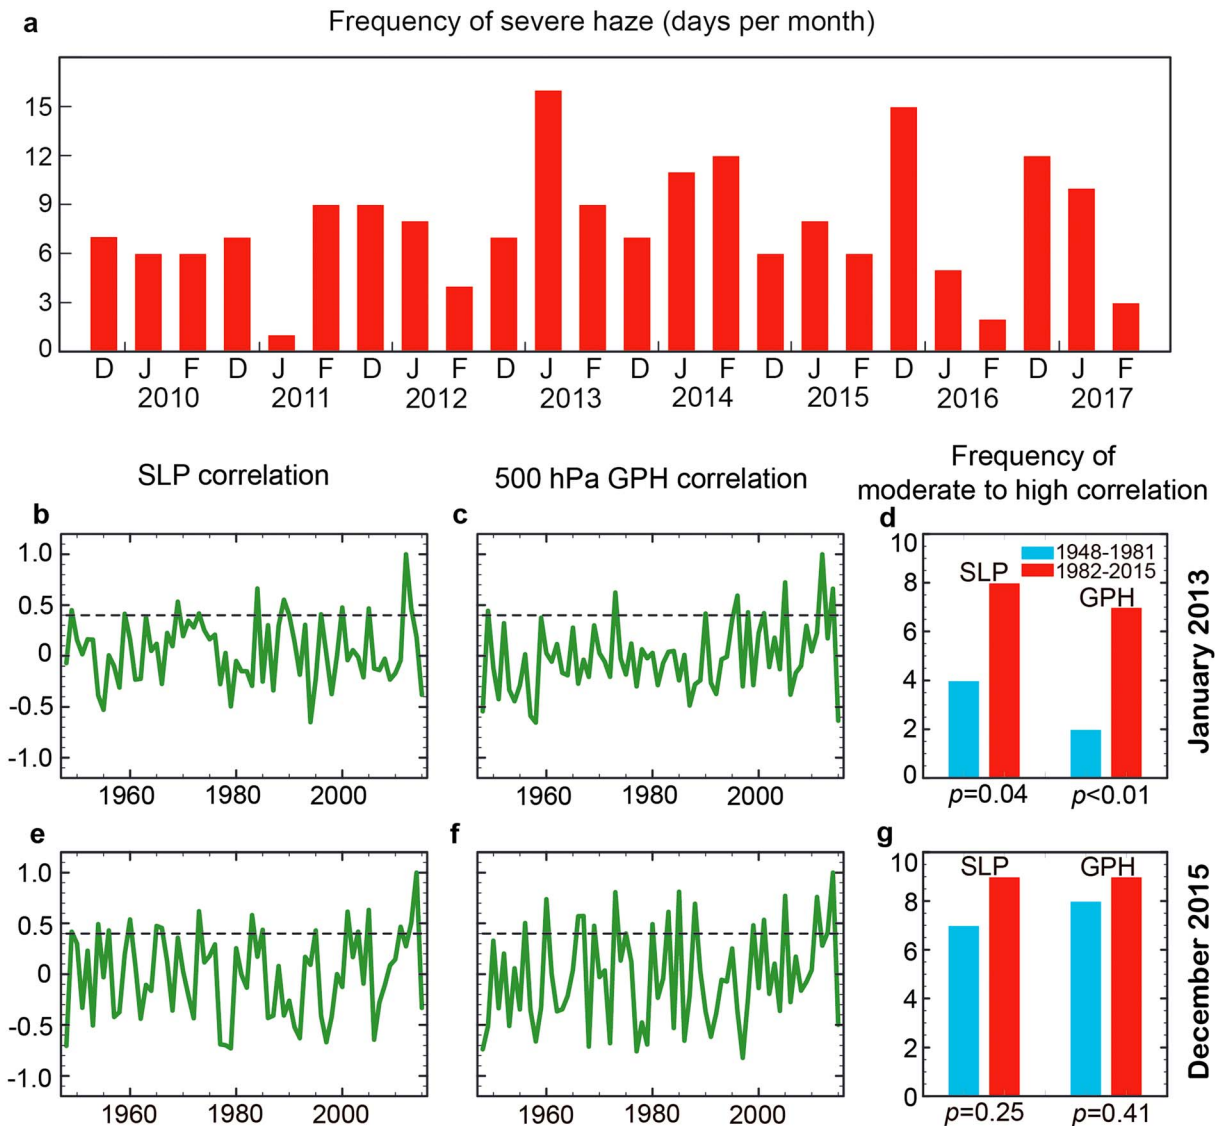 a
Frequency of severe haze (days per month)
15
12
9
6
3
0
D J F D J F D J F D J F D J F D J F D J F D J F
2010 2011 2012 2013 2014 2015 2016 2017
SLP correlation
500 hPa GPH correlation
Frequency of
moderate to high correlation
b
1.0
0.5
0
-0.5
-1.0
1960 1980 2000
c
1960 1980 2000
d
10
8
6
4
2
0
1948-1981
1982-2015
SLP
GPH
p=0.04 p<0.01
January 2013
e
1.0
0.5
0
-0.5
-1.0
1960 1980 2000
f
1960 1980 2000
g
10
8
6
4
2
0
SLP GPH
p=0.25 p=0.41
December 2015